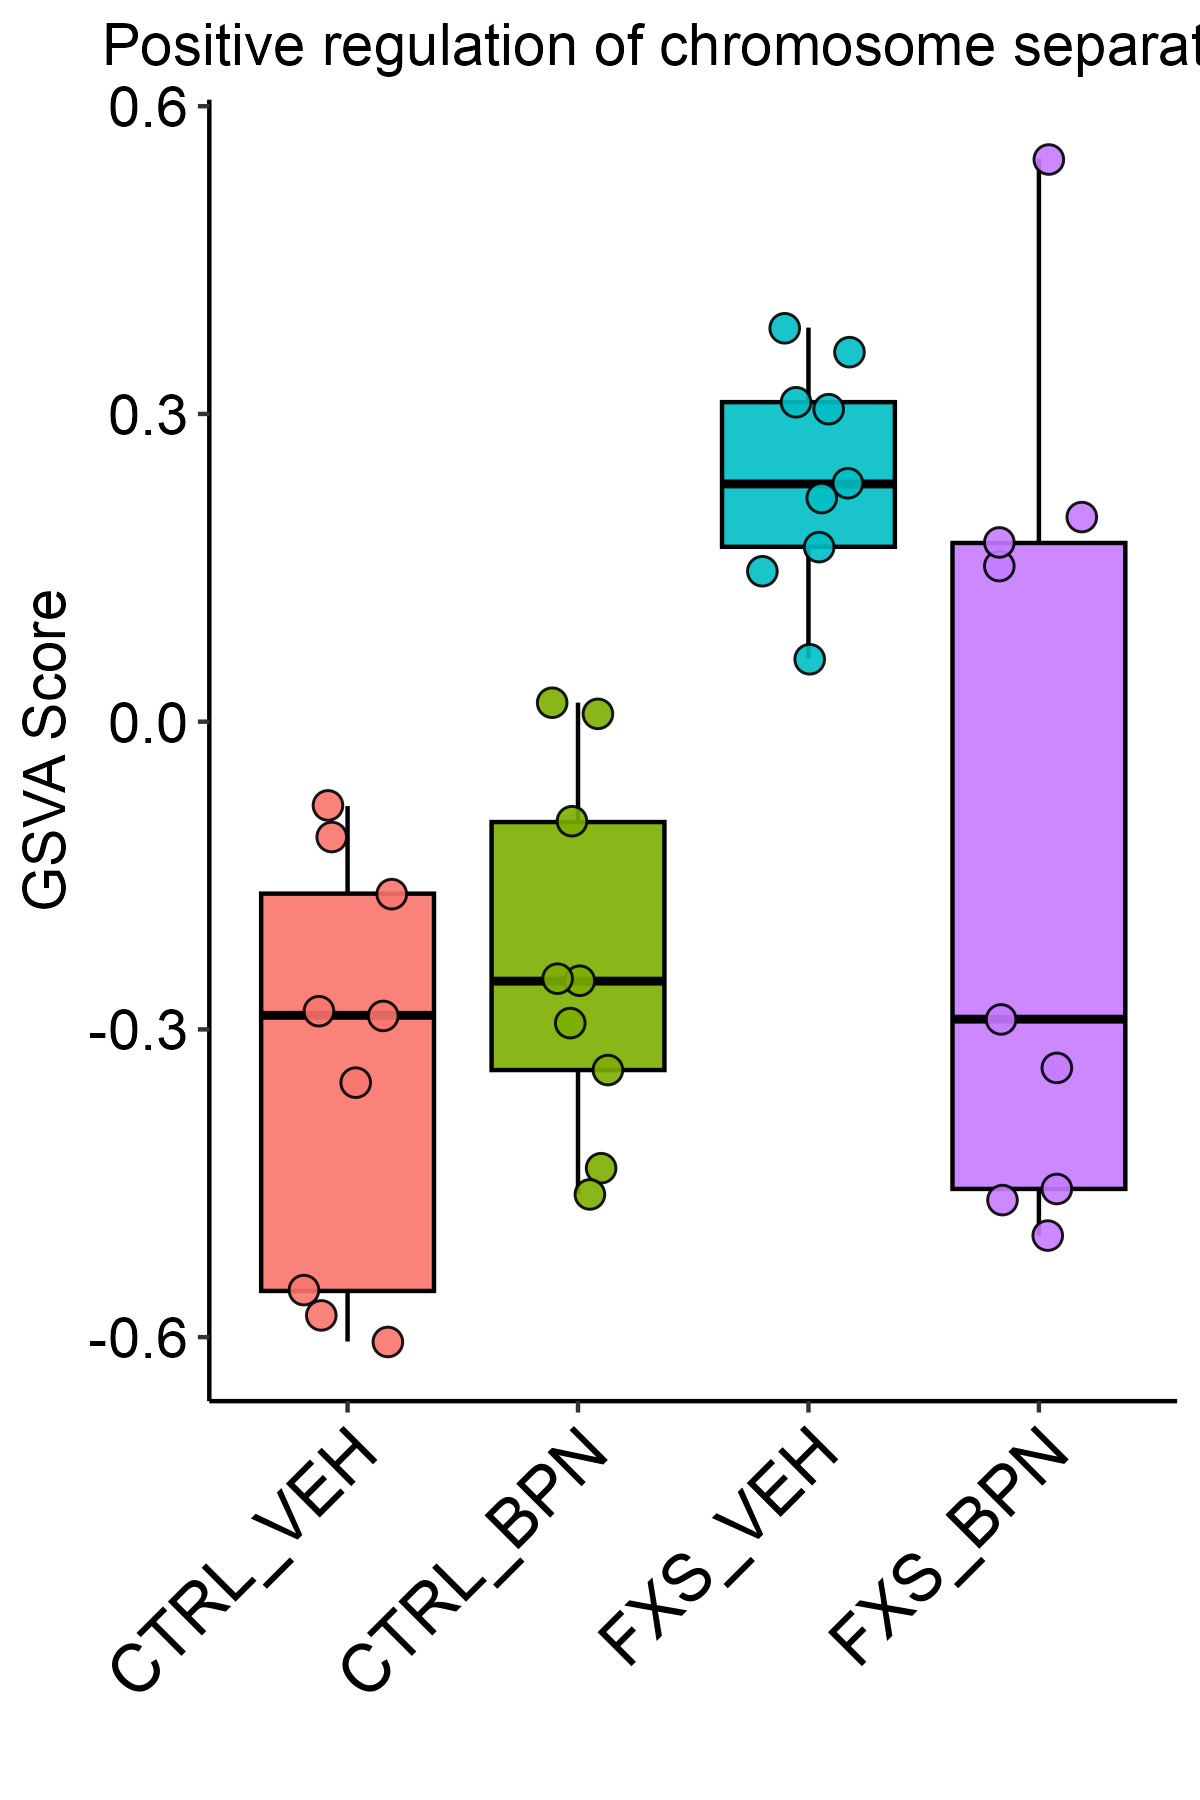 Positive regulation of chromosome separat
0.6
0.3
0.0
-0.3
-0.6
GSVA Score
CTRL_VEH
CTRL_BPN
FXS_VEH
FXS_BPN